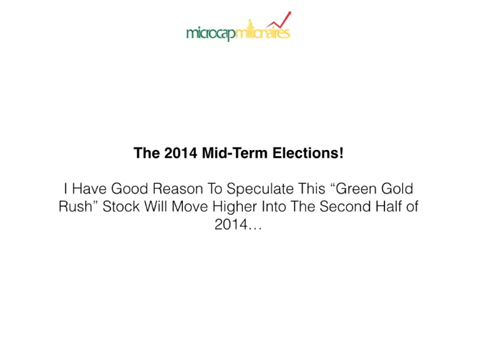 microcapmillionaires
The 2014 Mid-Term Elections!
I Have Good Reason To Speculate This “Green Gold
Rush” Stock Will Move Higher Into The Second Half of
2014…